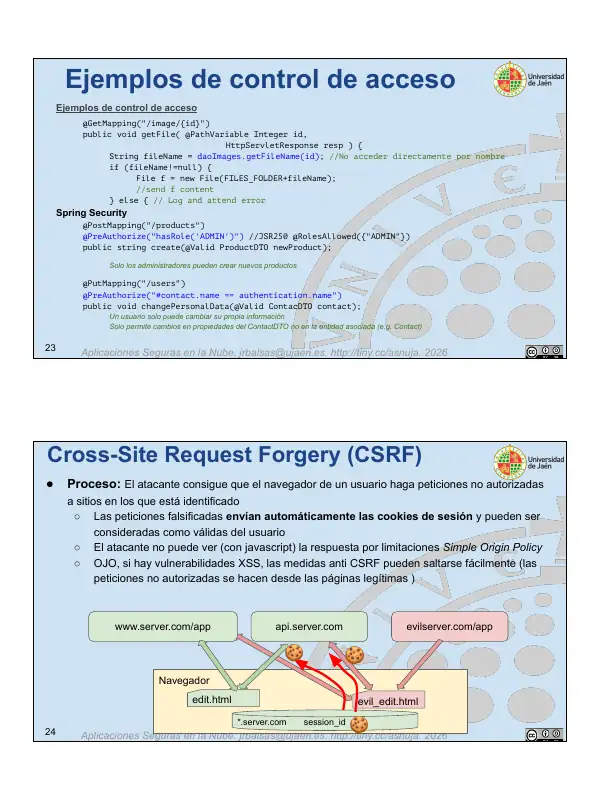 Ejemplos de control de acceso
Universidad
de Jaén
Ejemplos de control de acceso
@GetMapping("/image/{id}")
public void getFile( @PathVariable Integer id,
HttpServletResponse resp ) {
String fileName = daoImages.getFileName(id); //No acceder directamente por nombre
if (fileName!=null) {
File f = new File(FILES_FOLDER+fileName);
//send f content
} else { // Log and attend error
Spring Security
@PostMapping("/products")
@PreAuthorize("hasRole('ADMIN')") //JSR250 @RolesAllowed({"ADMIN"})
public string create(@Valid ProductDTO newProduct);
Solo los administradores pueden crear nuevos productos
@PutMapping("/users")
@PreAuthorize("#contact.name == authentication.name")
public void changePersonalData(@Valid ContacDTO contact);
Un usuario solo puede cambiar su propia información
Solo permite cambios en propiedades del ContactDTO no en la entidad asociada (e.g. Contact)
23
Aplicaciones Seguras en la Nube. jrbalsas@ujaen.es. http://tiny.cc/asnuja. 2026
Cross-Site Request Forgery (CSRF)
Universidad
de Jaén
● Proceso: El atacante consigue que el navegador de un usuario haga peticiones no autorizadas
a sitios en los que está identificado
○ Las peticiones falsificadas envían automáticamente las cookies de sesión y pueden ser
consideradas como válidas del usuario
○ El atacante no puede ver (con javascript) la respuesta por limitaciones Simple Origin Policy
○ OJO, si hay vulnerabilidades XSS, las medidas anti CSRF pueden saltarse fácilmente (las
peticiones no autorizadas se hacen desde las páginas legítimas )
www.server.com/app
api.server.com
evilserver.com/app
Navegador
edit.html
evil_edit.html
*.server.com session_id
24
Aplicaciones Seguras en la Nube. jrbalsas@ujaen.es. http://tiny.cc/asnuja. 2026